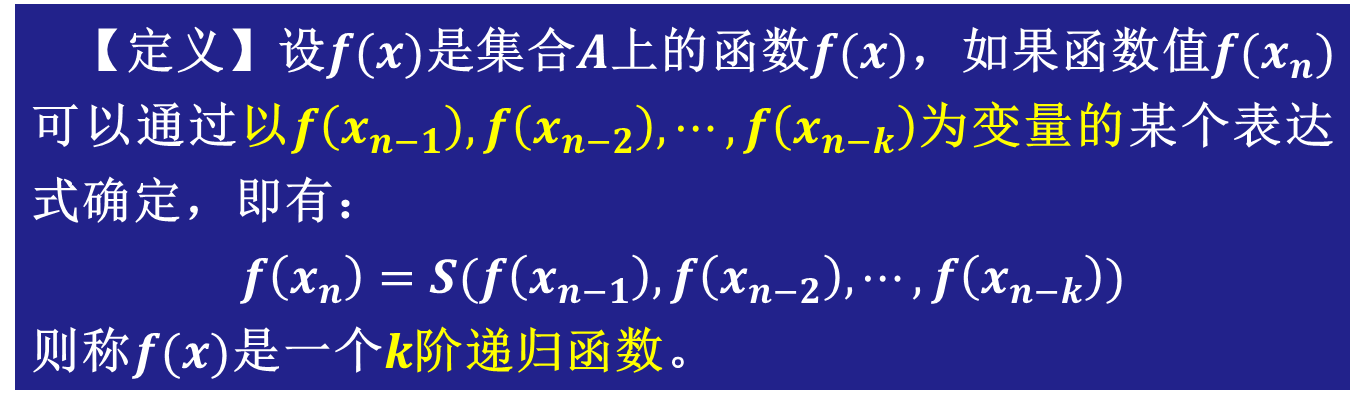 【定义】设f(x)是集合A上的函数f(x)，如果函数值f(xₙ)
可以通过以f(xₙ₋₁),f(xₙ₋₂),⋯,f(xₙ₋ₖ)为变量的某个表达
式确定，即有：
f(xₙ) = S(f(xₙ₋₁),f(xₙ₋₂),⋯,f(xₙ₋ₖ))
则称f(x)是一个k阶递归函数。